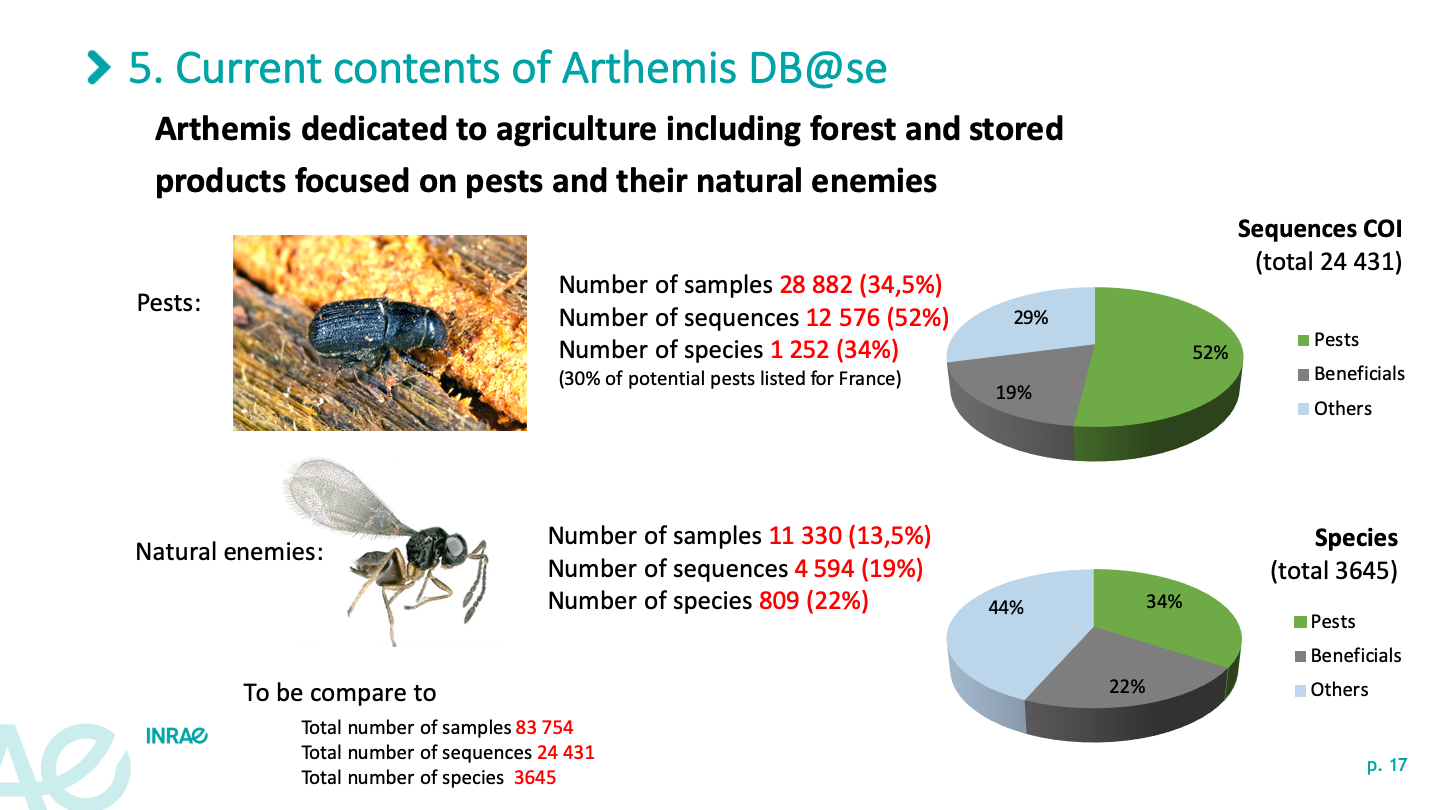 5. Current contents of Arthemis DB@se
Arthemis dedicated to agriculture including forest and stored
products focused on pests and their natural enemies
Pests:
Number of samples 28 882 (34,5%)
Number of sequences 12 576 (52%)
Number of species 1 252 (34%)
(30% of potential pests listed for France)
Sequences COI
(total 24 431)
29%
52%
19%
Pests
Beneficials
Others
Natural enemies:
Number of samples 11 330 (13,5%)
Number of sequences 4 594 (19%)
Number of species 809 (22%)
Species
(total 3645)
44%
34%
22%
Pests
Beneficials
Others
To be compare to
Total number of samples 83 754
Total number of sequences 24 431
Total number of species 3645
INRAE
p. 17